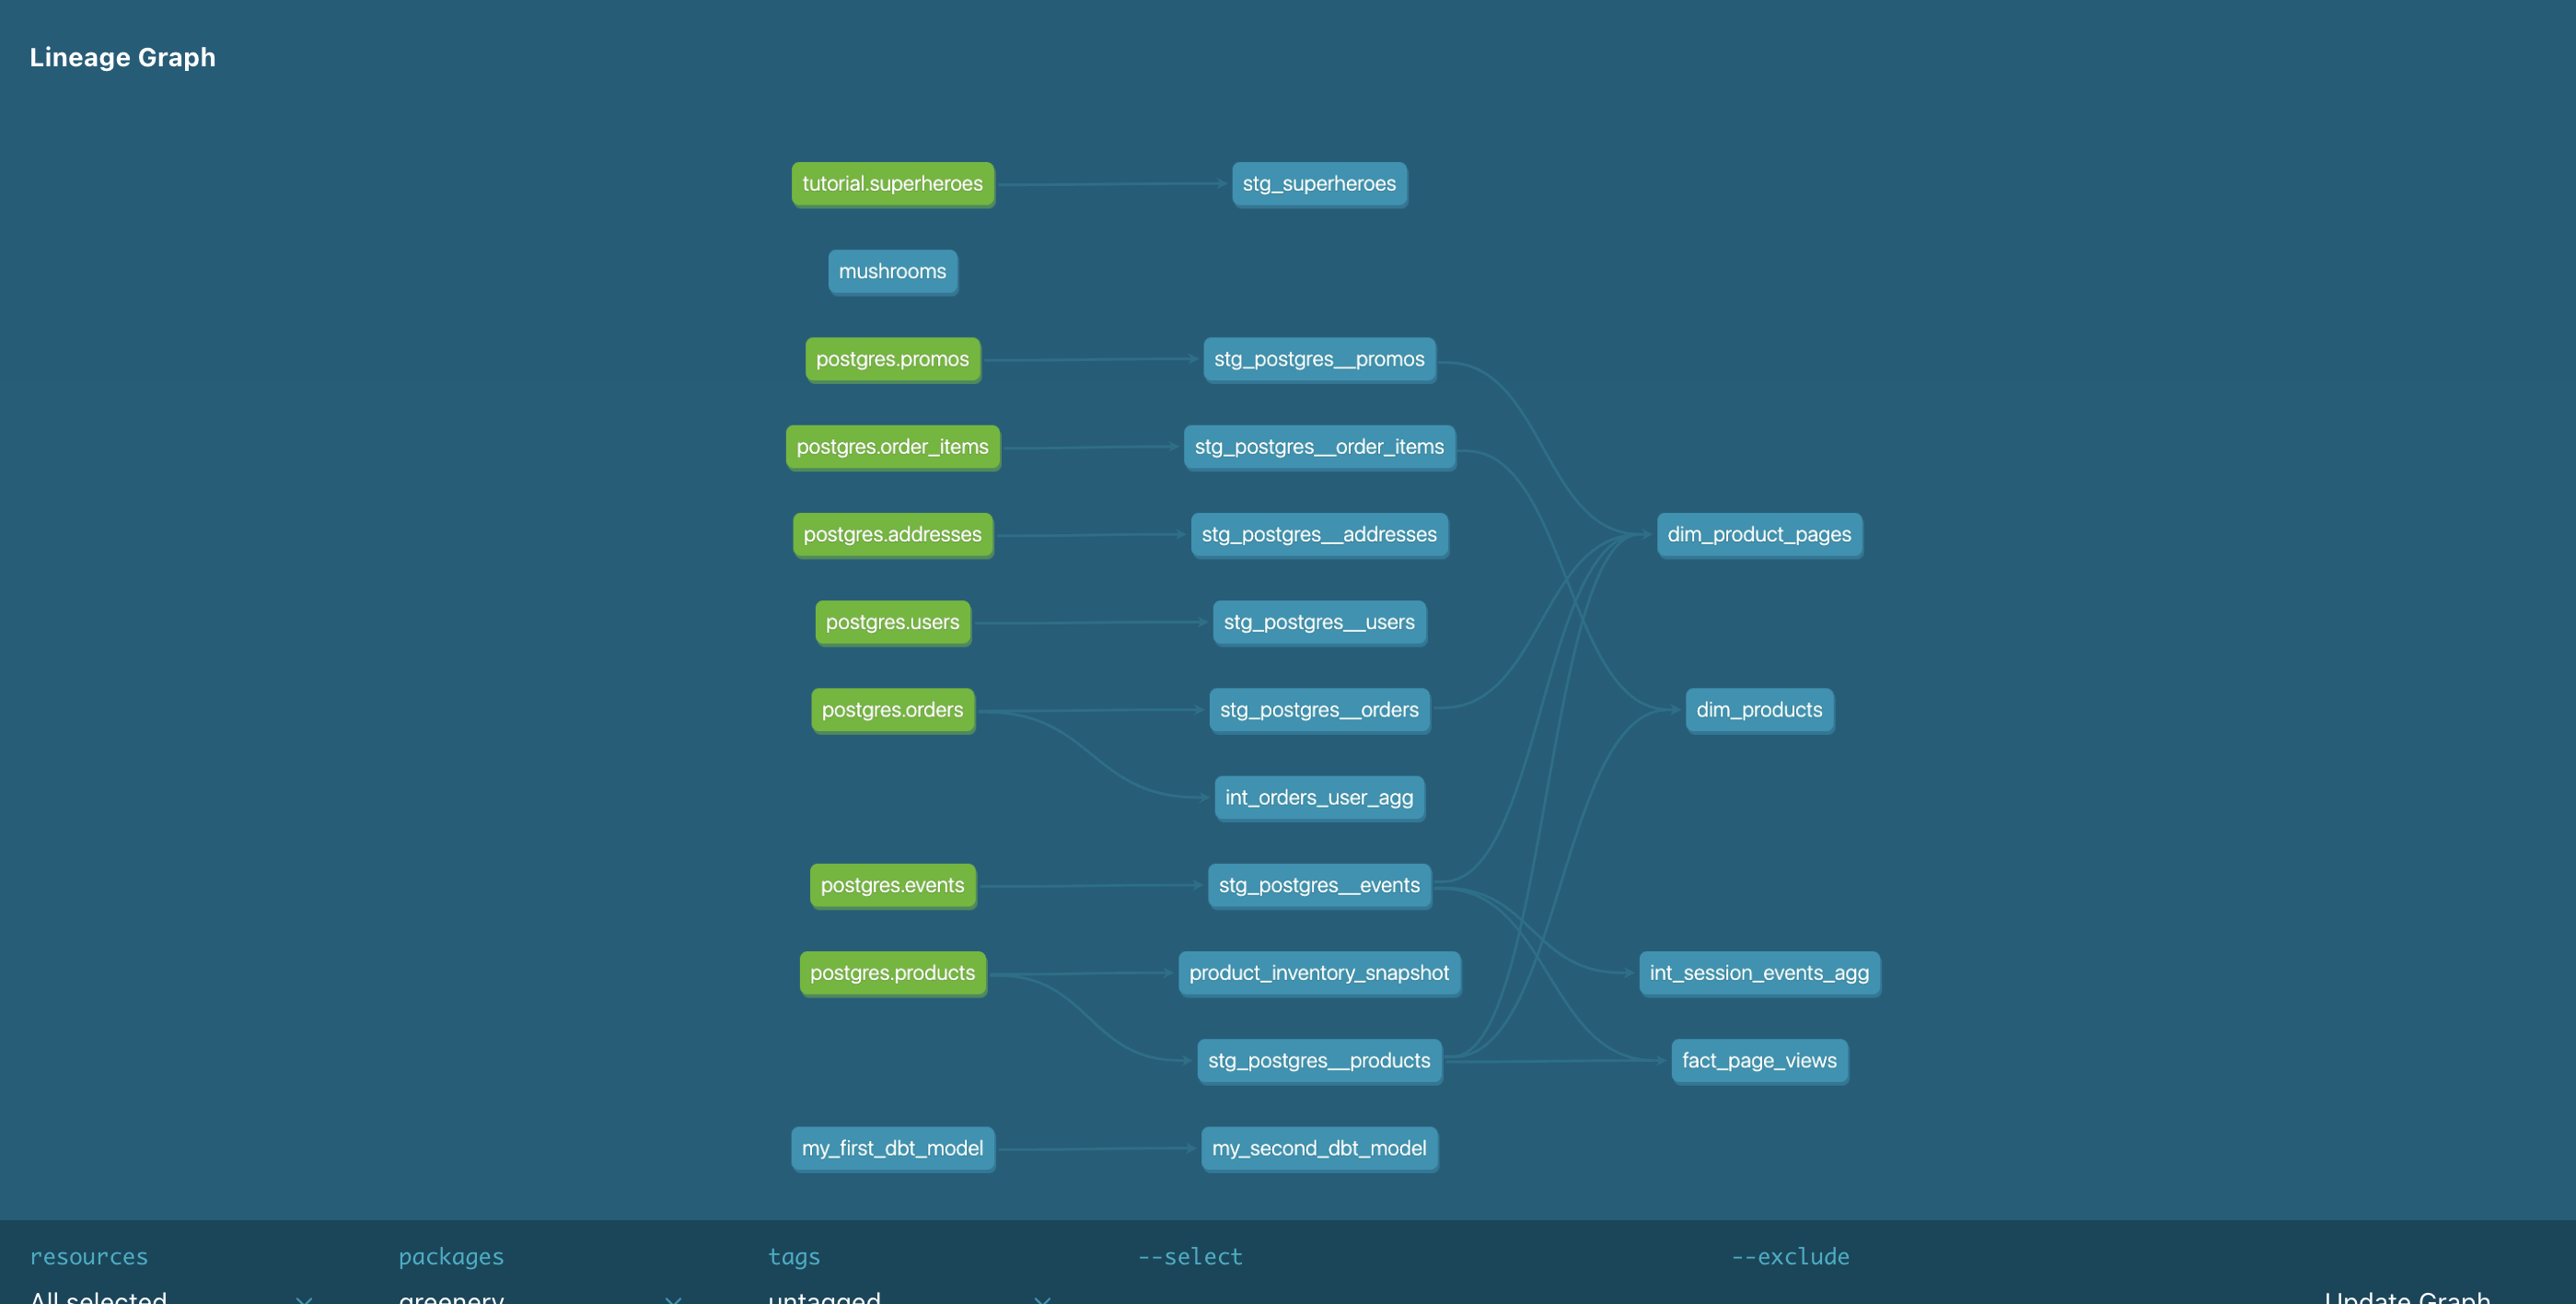 Lineage Graph
tutorial.superheroes
stg_superheroes
mushrooms
postgres.promos
stg_postgres__promos
postgres.order_items
stg_postgres__order_items
postgres.addresses
stg_postgres__addresses
dim_product_pages
postgres.users
stg_postgres__users
postgres.orders
stg_postgres__orders
dim_products
int_orders_user_agg
postgres.events
stg_postgres__events
postgres.products
product_inventory_snapshot
int_session_events_agg
stg_postgres__products
fact_page_views
my_first_dbt_model
my_second_dbt_model
resources
packages
tags
--select
--exclude
All selected
greenery
untagged
Update Graph